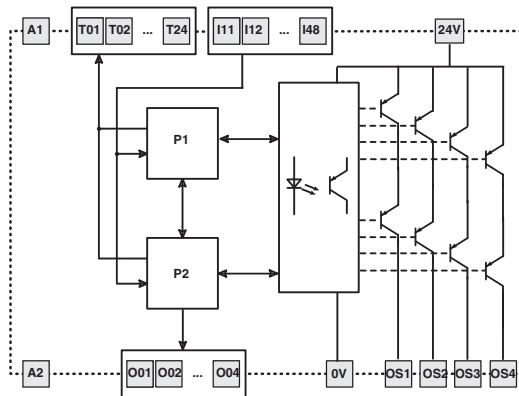 A1 T01 T02 ... T24 I11 I12 ... I48 24V
P1
P2
A2 O01 O02 ... O04 0V OS1 OS2 OS3 OS4